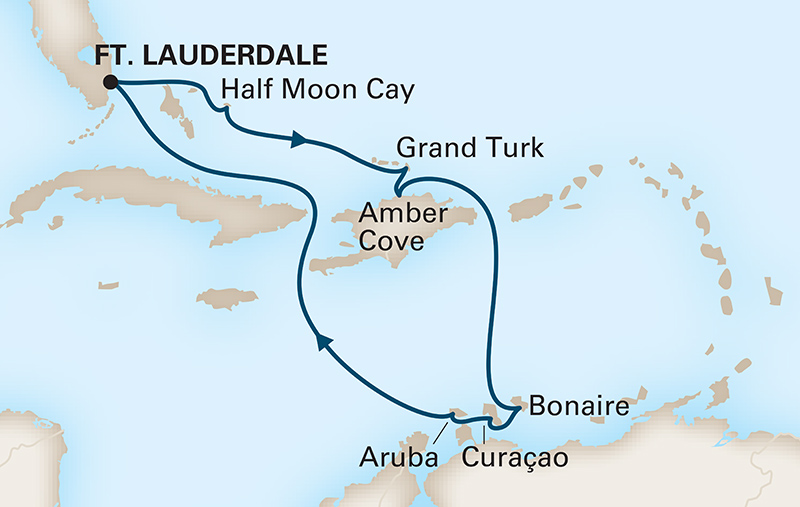 FT. LAUDERDALE
Half Moon Cay
Grand Turk
Amber
Cove
Bonaire
Aruba
Curaçao